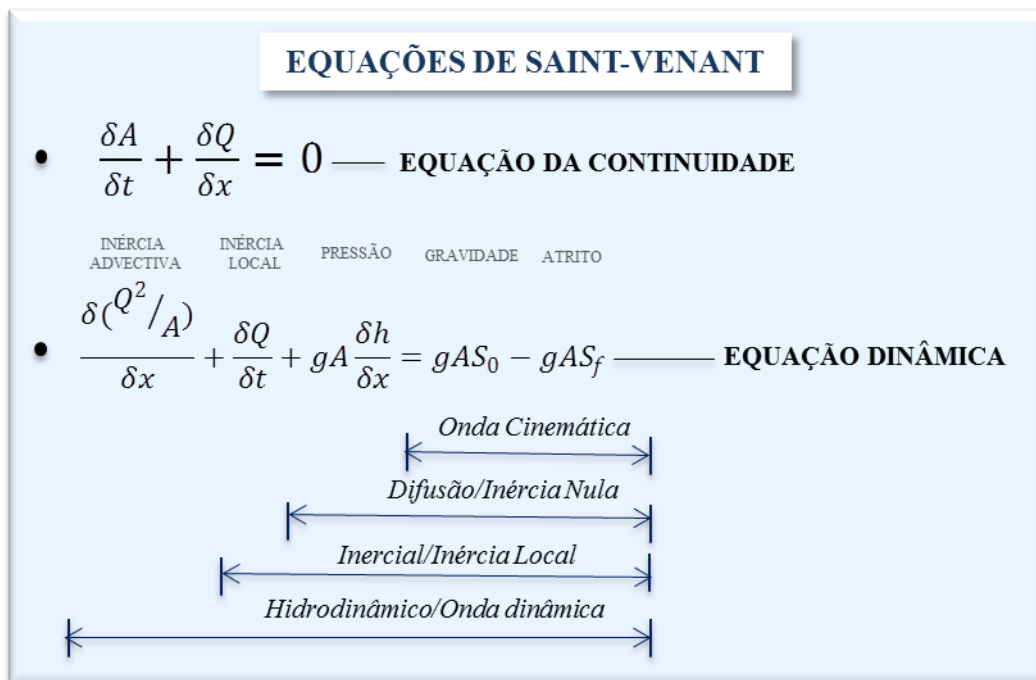 EQUAÇÕES DE SAINT-VENANT
• δA/δt + δQ/δx = 0 — EQUAÇÃO DA CONTINUIDADE
INÉRCIA ADVECTIVA INÉRCIA LOCAL PRESSÃO GRAVIDADE ATRITO
• δ(Q²/A)/δx + δQ/δt + gA δh/δx = gAS₀ − gAS_f — EQUAÇÃO DINÂMICA
Onda Cinemática
Difusão/Inércia Nula
Inercial/Inércia Local
Hidrodinâmico/Onda dinâmica